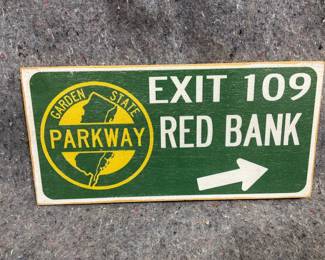 GARDEN STATE
PARKWAY
EXIT 109
RED BANK